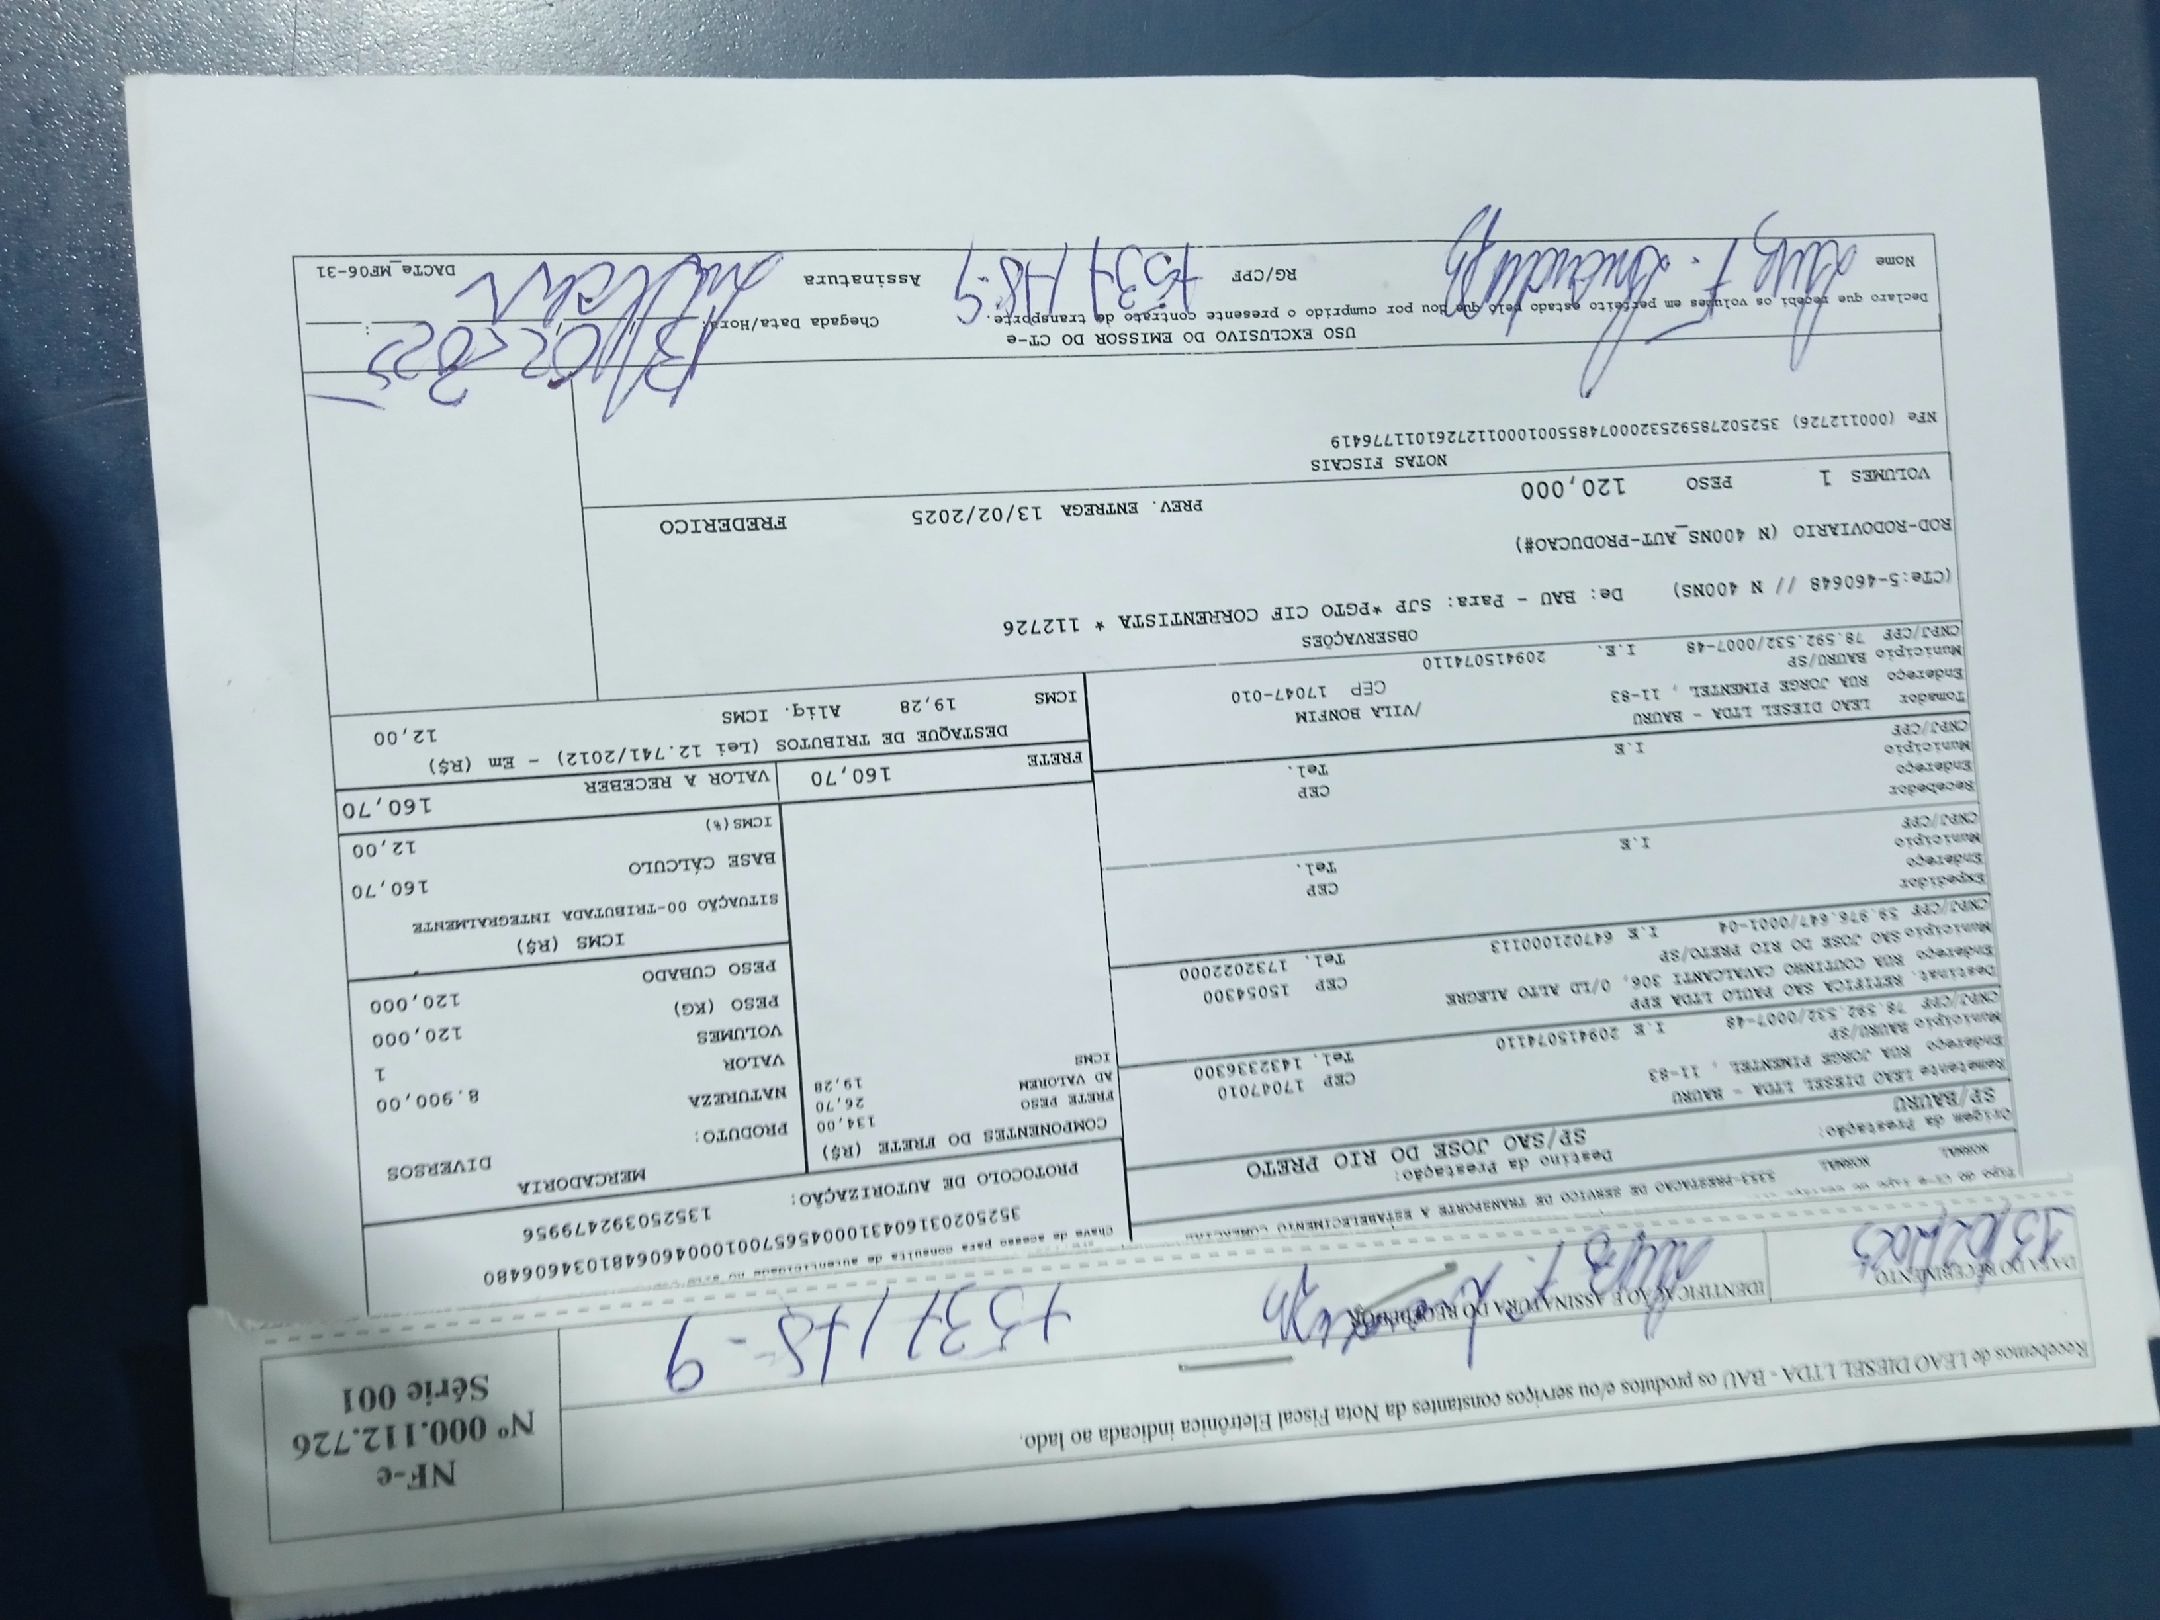 Recebemos de LEAO DIESEL LTDA - BAU os produtos e/ou serviços constantes da Nota Fiscal Eletrônica indicada ao lado.
NF-e
Nº 000.112.726
Série 001
DATA DO RECEBIMENTO
13/02/2025
IDENTIFICAÇÃO E ASSINATURA DO RECEBEDOR
Tipo do CT-e
NORMAL
NORMAL
5353-PRESTACAO DE SERVICO DE TRANSPORTE A ESTABELECIMENTO COMERCIAL
Origem da Prestação:
SP/BAURU
Destino da Prestação:
SP/SAO JOSE DO RIO PRETO
Chave de acesso para consulta de autenticidade no
35250203160431000456570010004606481034606480
PROTOCOLO DE AUTORIZAÇÃO:
135250392479956
Remetente LEAO DIESEL LTDA - BAURU
Endereço RUA JORGE PIMENTEL , 11-83 CEP 17047010
Município BAURU/SP Tel. 1432336300
CNPJ/CPF 78.592.532/0007-48 I.E 209415074110
Destinat. RETIFICA SAO PAULO LTDA EPP
Endereço RUA COUTINHO CAVALCANTI 306, 0/LD ALTO ALEGRE CEP 15054300
Município SAO JOSE DO RIO PRETO/SP Tel. 1732022000
CNPJ/CPF 59.976.647/0001-04 I.E 647021000113
Expedidor
Endereço CEP
Município Tel.
CNPJ/CPF I.E
Recebedor
Endereço CEP
Município Tel.
CNPJ/CPF I.E
Tomador LEAO DIESEL LTDA - BAURU
Endereço RUA JORGE PIMENTEL , 11-83 /VILA BONFIM
Município BAURU/SP CEP 17047-010
CNPJ/CPF 78.592.532/0007-48 I.E. 209415074110
COMPONENTES DO FRETE (R$)
FRETE PESO 134,00
AD VALOREM 26,70
ICMS 19,28
MERCADORIA
PRODUTO: DIVERSOS
NATUREZA
VALOR 8.900,00
VOLUMES 1
PESO (KG) 120,000
PESO CUBADO 120,000
ICMS (R$)
SITUAÇÃO 00-TRIBUTADA INTEGRALMENTE
BASE CÁLCULO 160,70
ICMS(%) 12,00
FRETE 160,70
VALOR A RECEBER 160,70
DESTAQUE DE TRIBUTOS (Lei 12.741/2012) - Em (R$)
ICMS 19,28 Aliq. ICMS 12,00
OBSERVAÇÕES
(CTe:5-460648 // N 400NS) De: BAU - Para: SJP *PGTO CIF CORRENTISTA * 112726
ROD-RODOVIARIO (N 400NS_AUT-PRODUCAO#)
VOLUMES 1 PESO 120,000 PREV. ENTREGA 13/02/2025 FREDERICO
NOTAS FISCAIS
NFe (000112726) 35250278592532000748550010001127261011776419
USO EXCLUSIVO DO EMISSOR DO CT-e
Declaro que recebi os volumes em perfeito estado pelo que dou por cumprido o presente contrato de transporte.
Chegada Data/Hora:
13/02/2025
Nome
RG/CPF
Assinatura
DACTe_MF06-31